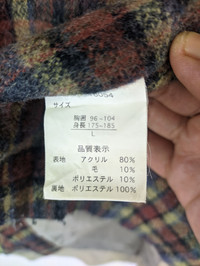 サイズ
胸囲 96-104
身長 175-185
L
品質表示
表地 アクリル 80%
毛 10%
ポリエステル 10%
裏地 ポリエステル 100%